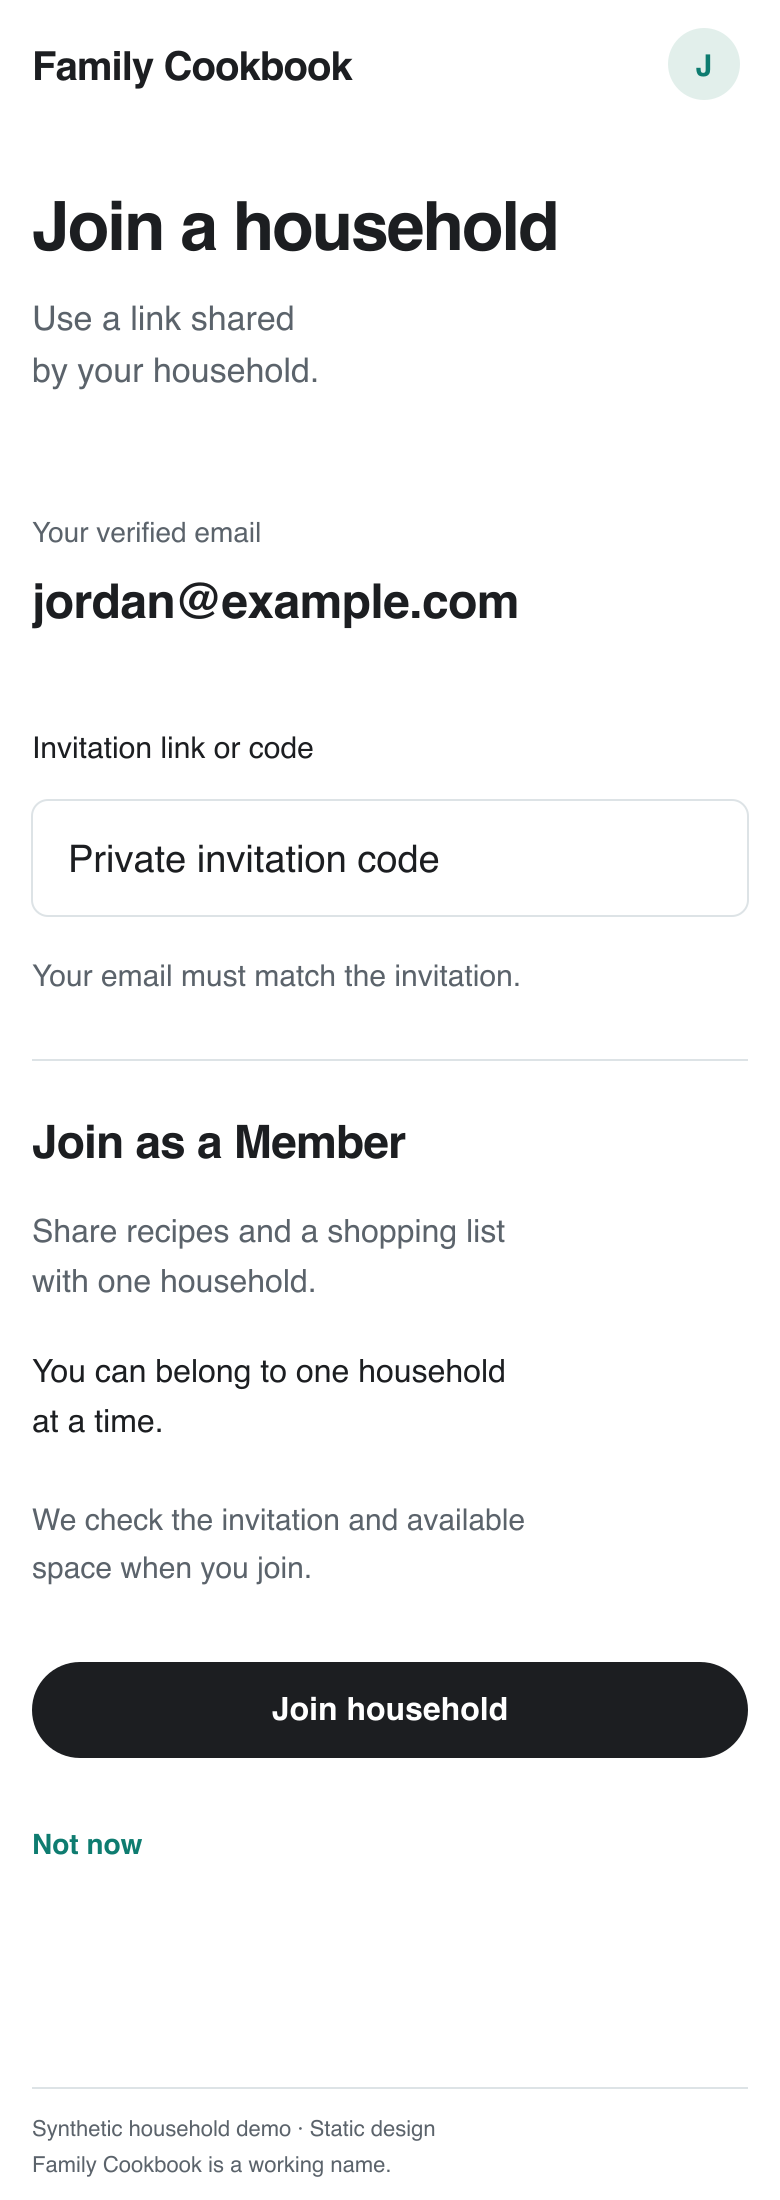 Family Cookbook
J
Join a household
Use a link shared
by your household.
Your verified email
jordan@example.com
Invitation link or code
Private invitation code
Your email must match the invitation.
Join as a Member
Share recipes and a shopping list
with one household.
You can belong to one household
at a time.
We check the invitation and available
space when you join.
Join household
Not now
Synthetic household demo · Static design
Family Cookbook is a working name.